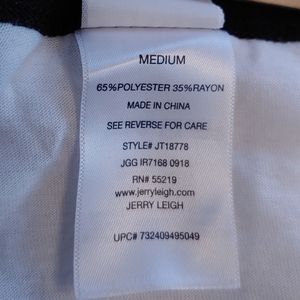 MEDIUM
65%POLYESTER 35%RAYON
MADE IN CHINA
SEE REVERSE FOR CARE
STYLE# JT18778
JGG IR7168 0918
RN# 55219
www.jerryleigh.com
JERRY LEIGH
UPC# 732409495049